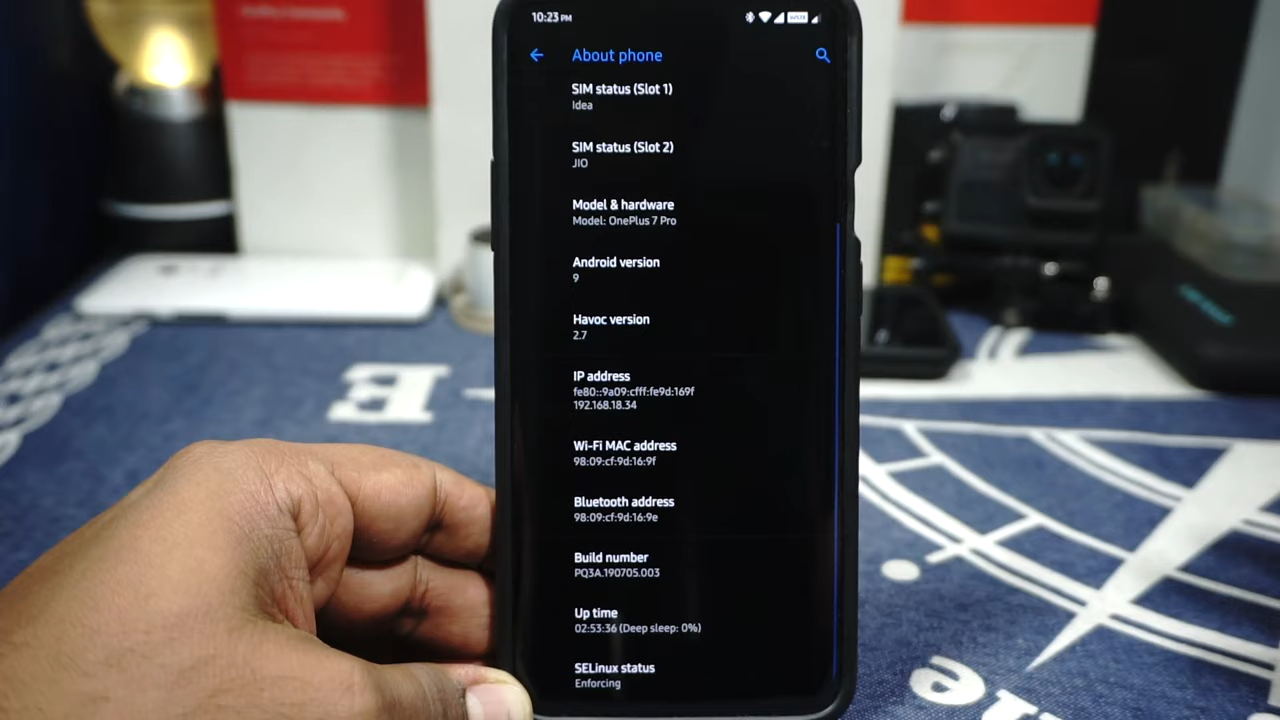 10:23 PM
About phone
SIM status (Slot 1)
Idea
SIM status (Slot 2)
JIO
Model & hardware
Model: OnePlus 7 Pro
Android version
9
Havoc version
2.7
IP address
fe80::9a09:cfff:fe9d:169f
192.168.18.34
Wi-Fi MAC address
98:09:cf:9d:16:9f
Bluetooth address
98:09:cf:9d:16:9e
Build number
PQ3A.190705.003
Up time
02:53:36 (Deep sleep: 0%)
SELinux status
Enforcing
E